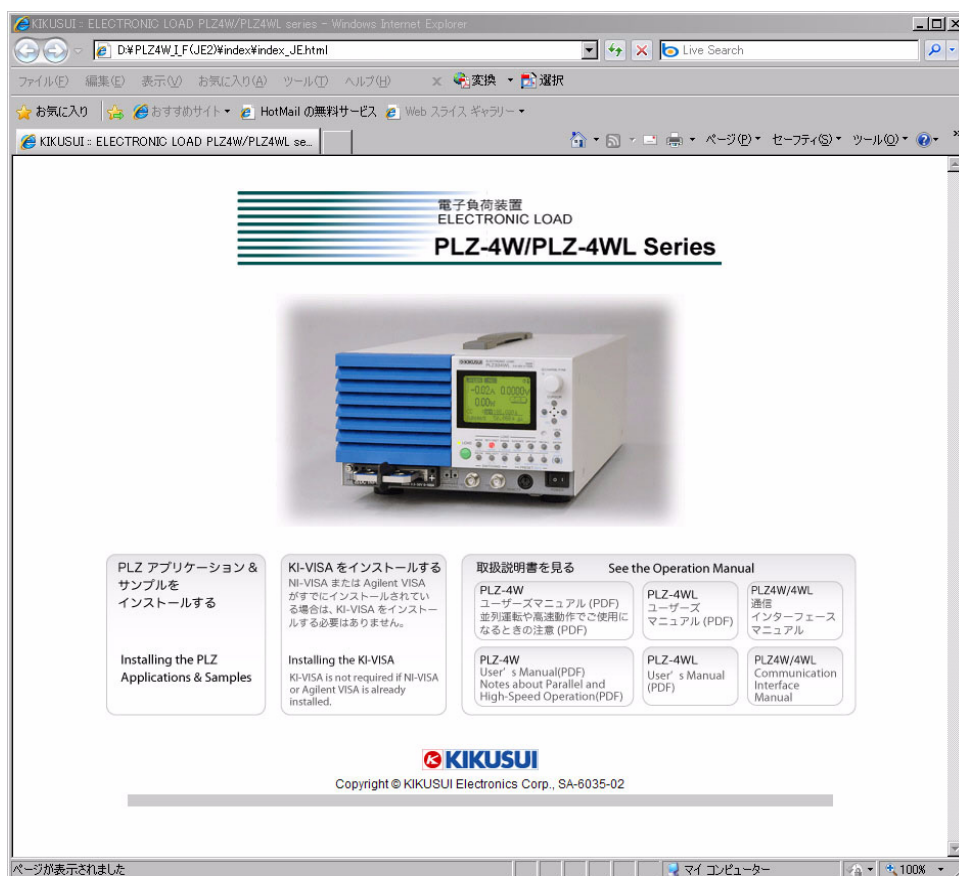 KIKUSUI :: ELECTRONIC LOAD PLZ4W/PLZ4WL series - Windows Internet Explorer
D:¥PLZ4W_I_F(JE2)¥index¥index_JE.html
Live Search
ファイル(F) 編集(E) 表示(V) お気に入り(A) ツール(T) ヘルプ(H) x 変換 選択
お気に入り おすすめサイト HotMail の無料サービス Web スライス ギャラリー
KIKUSUI :: ELECTRONIC LOAD PLZ4W/PLZ4WL se... ページ(P) セーフティ(S) ツール(O) »
電子負荷装置
ELECTRONIC LOAD
PLZ-4W/PLZ-4WL Series
KIKUSUI
LOAD
PLZ アプリケーション &
サンプルを
インストールする
Installing the PLZ
Applications & Samples
KI-VISA をインストールする
NI-VISA または Agilent VISA
がすでにインストールされてい
る場合は、KI-VISA をインストー
ルする必要はありません。
Installing the KI-VISA
KI-VISA is not required if NI-VISA
or Agilent VISA is already
installed.
取扱説明書を見る See the Operation Manual
PLZ-4W
ユーザーズマニュアル (PDF)
並列運転や高速動作でご使用に
なるときの注意 (PDF)
PLZ-4WL
ユーザーズ
マニュアル (PDF)
PLZ4W/4WL
通信
インターフェース
マニュアル
PLZ-4W
User' s Manual(PDF)
Notes about Parallel and
High-Speed Operation(PDF)
PLZ-4WL
User' s Manual
(PDF)
PLZ4W/4WL
Communication
Interface
Manual
KIKUSUI
Copyright © KIKUSUI Electronics Corp., SA-6035-02
ページが表示されました マイ コンピューター 100%